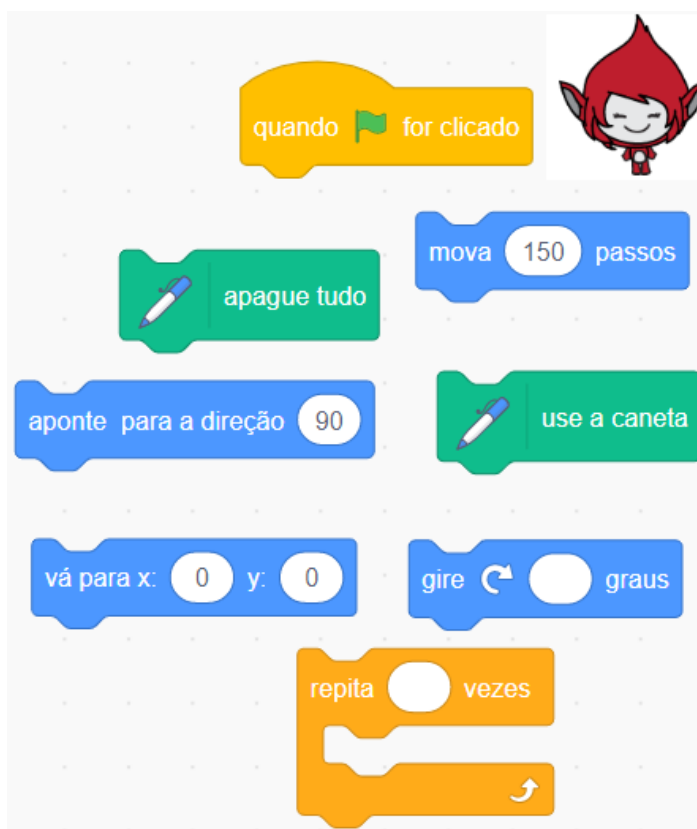 quando for clicado
mova 150 passos
apague tudo
aponte para a direção 90
use a caneta
vá para x: 0 y: 0
gire graus
repita vezes